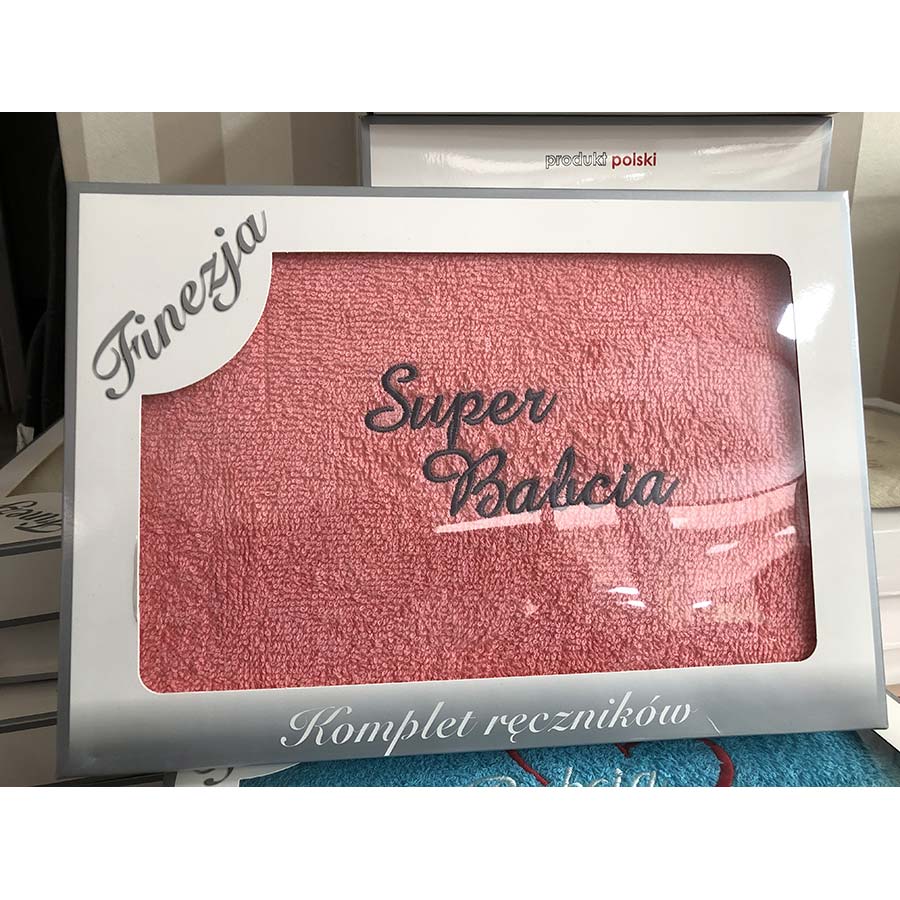 produkt polski
Finezja
Super
Babcia
Komplet ręczników